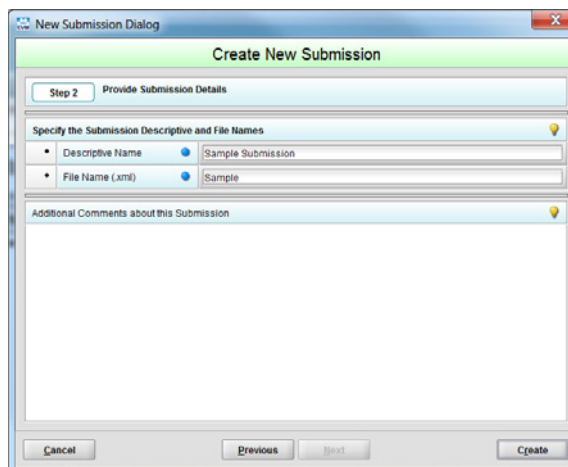 New Submission Dialog
Create New Submission
Step 2 Provide Submission Details
Specify the Submission Descriptive and File Names
Descriptive Name Sample Submission
File Name (.xml) Sample
Additional Comments about this Submission
Cancel Previous Next Create